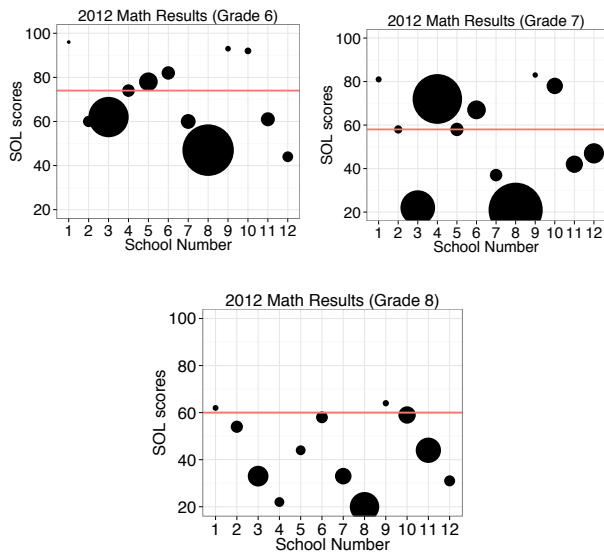 2012 Math Results (Grade 6)
100
80
60
40
20
SOL scores
1 2 3 4 5 6 7 8 9 10 11 12
School Number
2012 Math Results (Grade 7)
100
80
60
40
20
SOL scores
1 2 3 4 5 6 7 8 9 10 11 12
School Number
2012 Math Results (Grade 8)
100
80
60
40
20
SOL scores
1 2 3 4 5 6 7 8 9 10 11 12
School Number